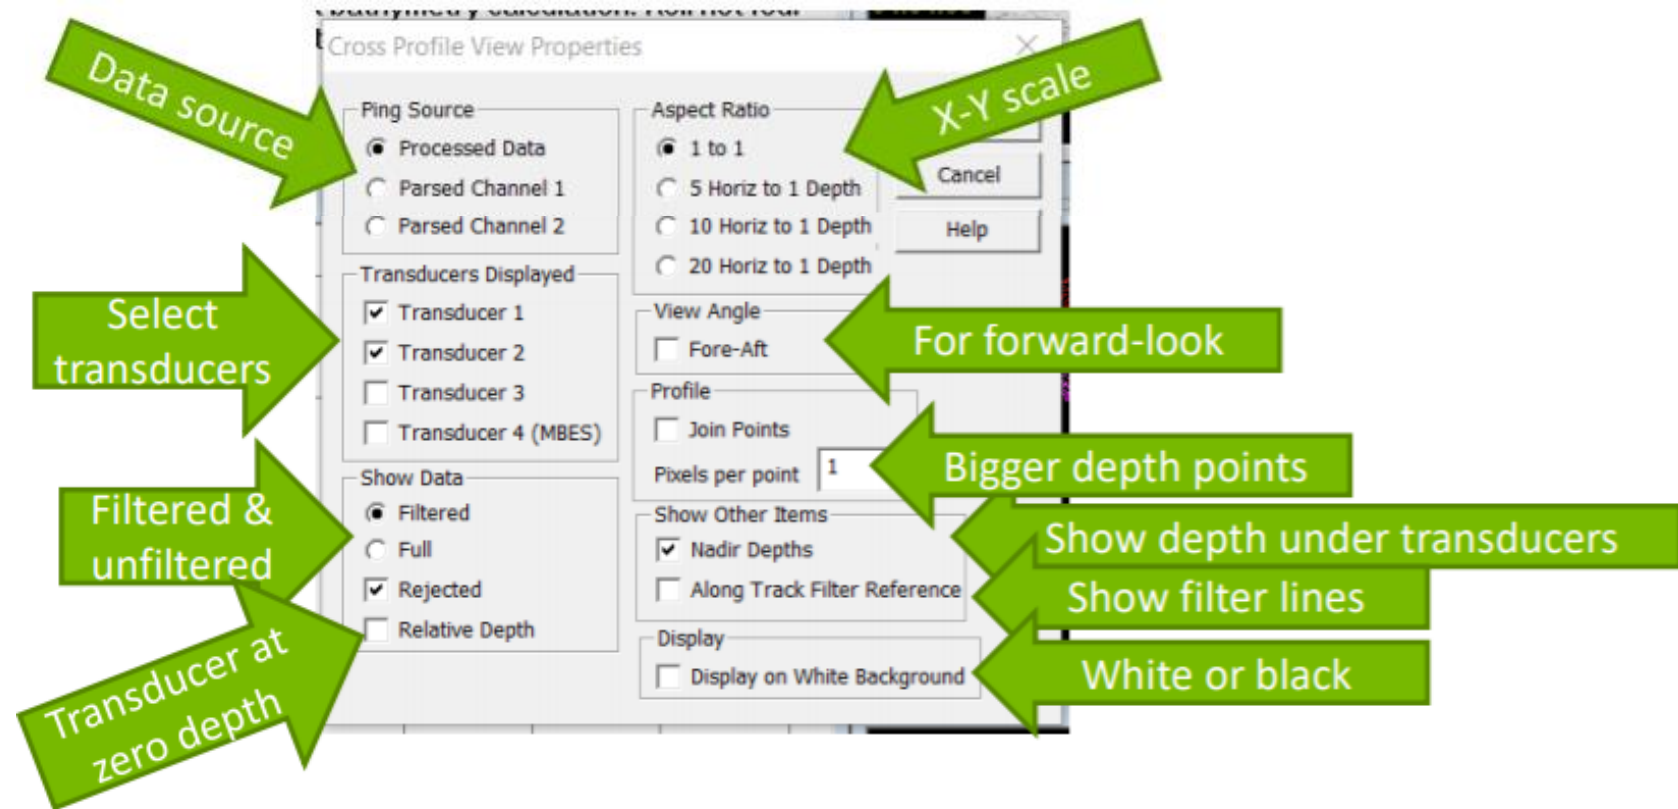 Cross Profile View Properties
Data source
Ping Source
Processed Data
Parsed Channel 1
Parsed Channel 2
Aspect Ratio
1 to 1
5 Horiz to 1 Depth
10 Horiz to 1 Depth
20 Horiz to 1 Depth
X-Y scale
Cancel
Help
Select
transducers
Transducers Displayed
Transducer 1
Transducer 2
Transducer 3
Transducer 4 (MBES)
View Angle
Fore-Aft
For forward-look
Profile
Join Points
Pixels per point 1
Bigger depth points
Filtered &
unfiltered
Show Data
Filtered
Full
Rejected
Relative Depth
Transducer at
zero depth
Show Other Items
Nadir Depths
Along Track Filter Reference
Show depth under transducers
Show filter lines
Display
Display on White Background
White or black